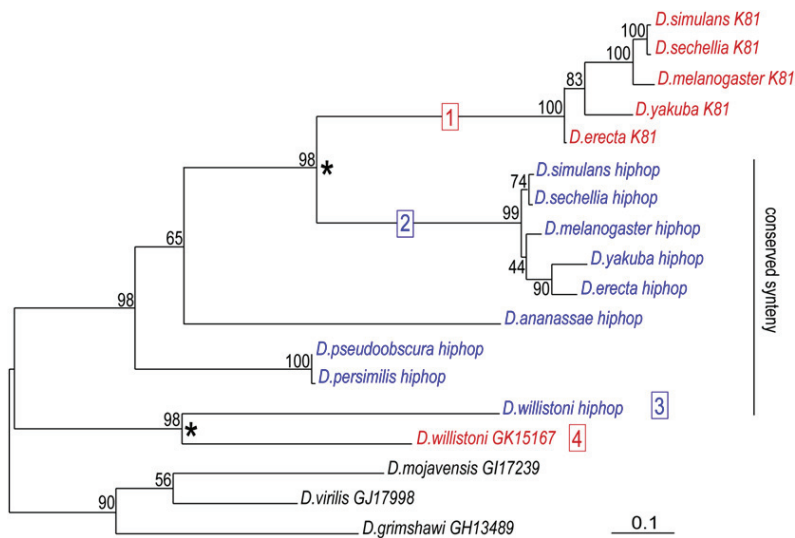 D.simulans K81
100
D.sechellia K81
100
D.melanogaster K81
83
D.yakuba K81
100
1
D.erecta K81
98
*
D.simulans hiphop
74
D.sechellia hiphop
99
2
D.melanogaster hiphop
65
44
D.yakuba hiphop
90
D.erecta hiphop
98
D.ananassae hiphop
D.pseudoobscura hiphop
100
D.persimilis hiphop
conserved synteny
D.willistoni hiphop 3
98
*
D.willistoni GK15167 4
D.mojavensis GI17239
56
D.virilis GJ17998
90
D.grimshawi GH13489
0.1